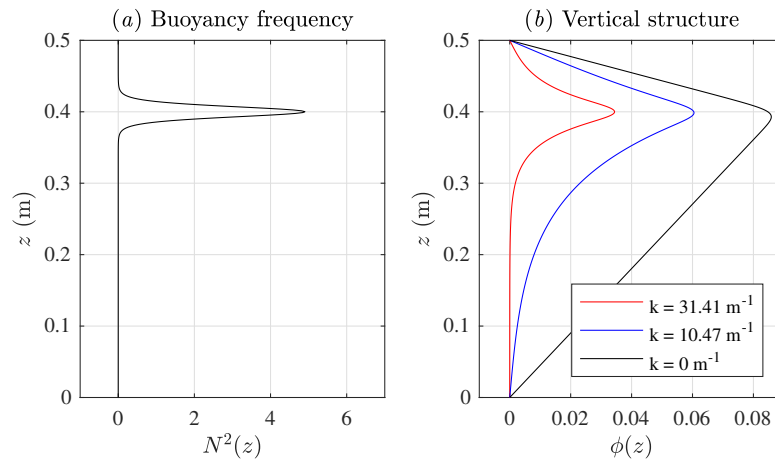 (a) Buoyancy frequency
(b) Vertical structure
0.5
0.4
0.3
0.2
0.1
0
z (m)
0 2 4 6
N²(z)
0.5
0.4
0.3
0.2
0.1
0
z (m)
k = 31.41 m⁻¹
k = 10.47 m⁻¹
k = 0 m⁻¹
0 0.02 0.04 0.06 0.08
ϕ(z)